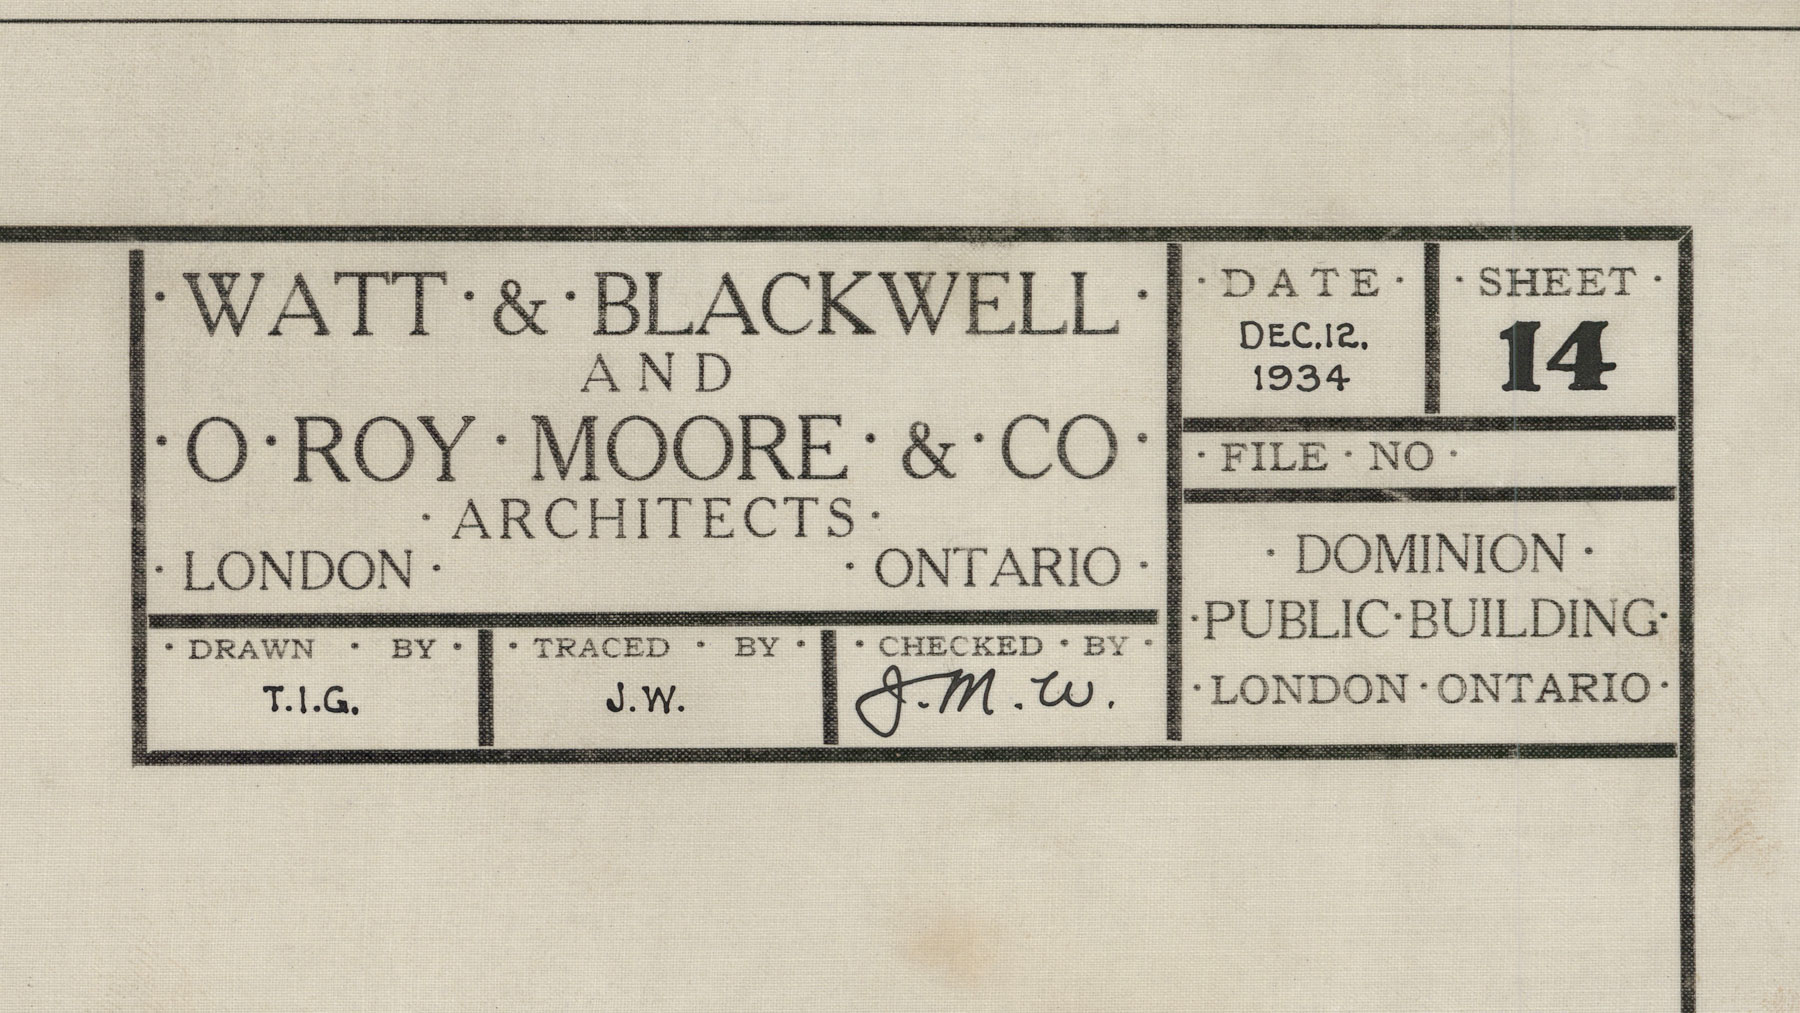 · WATT · & · BLACKWELL ·
AND
· O · ROY · MOORE · & · CO ·
· ARCHITECTS ·
· LONDON · · ONTARIO ·
· DRAWN · BY ·
T.I.G.
· TRACED · BY ·
J.W.
· CHECKED · BY ·
J.M.W.
· DATE ·
DEC.12.
1934
· SHEET ·
14
· FILE · NO ·
· DOMINION ·
· PUBLIC · BUILDING ·
· LONDON · ONTARIO ·